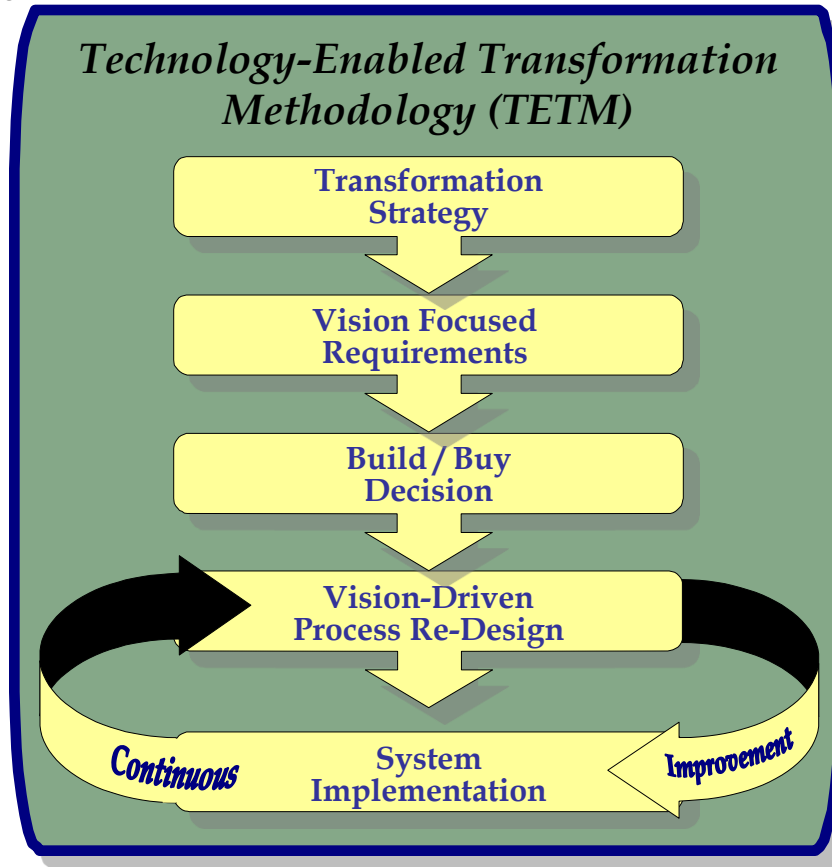 Technology-Enabled Transformation
Methodology (TETM)
Transformation
Strategy
Vision Focused
Requirements
Build / Buy
Decision
Vision-Driven
Process Re-Design
Continuous
System
Implementation
Improvement